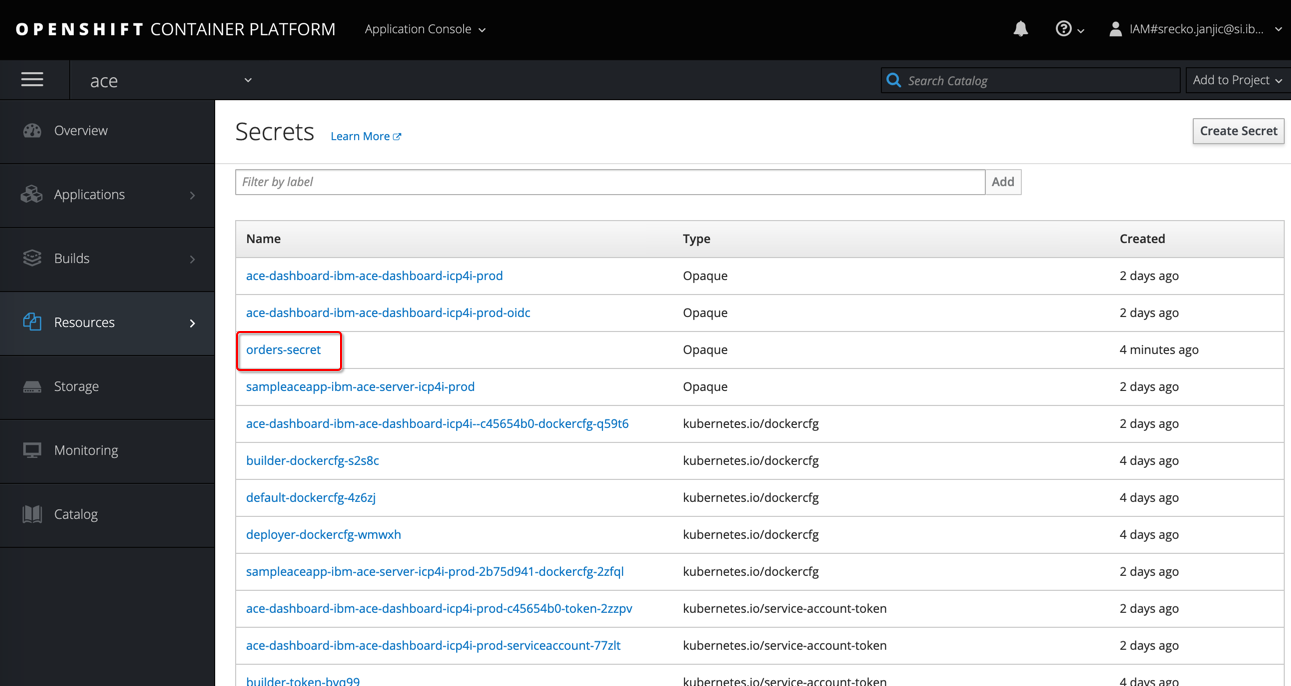 OPENSHIFT CONTAINER PLATFORM Application Console IAM#srecko.janjic@si.ib...
ace Search Catalog Add to Project
Overview
Applications
Builds
Resources
Storage
Monitoring
Catalog
Secrets Learn More Create Secret
Filter by label Add
Name Type Created
ace-dashboard-ibm-ace-dashboard-icp4i-prod Opaque 2 days ago
ace-dashboard-ibm-ace-dashboard-icp4i-prod-oidc Opaque 2 days ago
orders-secret Opaque 4 minutes ago
sampleaceapp-ibm-ace-server-icp4i-prod Opaque 2 days ago
ace-dashboard-ibm-ace-dashboard-icp4i--c45654b0-dockercfg-q59t6 kubernetes.io/dockercfg 2 days ago
builder-dockercfg-s2s8c kubernetes.io/dockercfg 4 days ago
default-dockercfg-4z6zj kubernetes.io/dockercfg 4 days ago
deployer-dockercfg-wmwxh kubernetes.io/dockercfg 4 days ago
sampleaceapp-ibm-ace-server-icp4i-prod-2b75d941-dockercfg-2zfql kubernetes.io/dockercfg 2 days ago
ace-dashboard-ibm-ace-dashboard-icp4i-prod-c45654b0-token-2zzpv kubernetes.io/service-account-token 2 days ago
ace-dashboard-ibm-ace-dashboard-icp4i-prod-serviceaccount-77zlt kubernetes.io/service-account-token 2 days ago
kubernetes.io/service-account-token 4 days ago